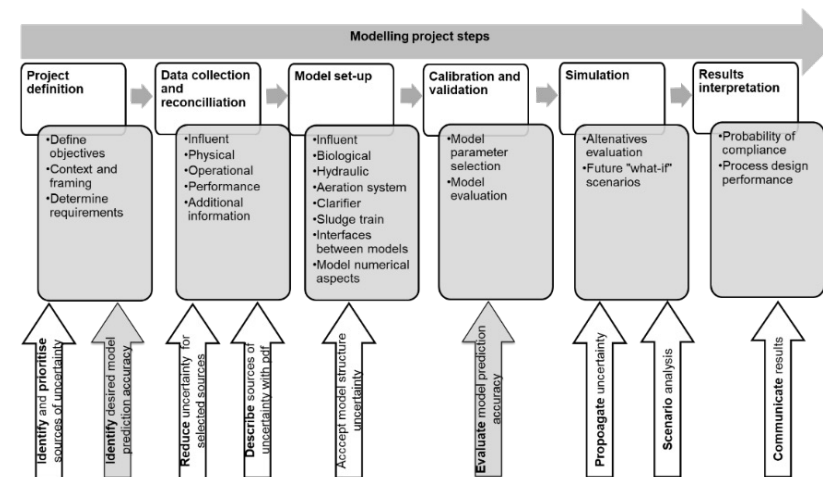 Modelling project steps
Project
definition
Data collection
and
reconcilliation
Model set-up
Calibration and
validation
Simulation
Results
interpretation
•Define
objectives
•Context and
framing
•Determine
requirements
•Influent
•Physical
•Operational
•Performance
•Additional
information
•Influent
•Biological
•Hydraulic
•Aeration system
•Clarifier
•Sludge train
•Interfaces
between models
•Model numerical
aspects
•Model
parameter
selection
•Model
evaluation
•Altenatives
evaluation
•Future "what-if"
scenarios
•Probability of
compliance
•Process design
performance
Identify and prioritise
sources of uncertainty
Identify desired model
prediction accuracy
Reduce uncertainty for
selected sources
Describe sources of
uncertainty with pdf
Acccept model structure
uncertainty
Evaluate model prediction
accuracy
Propoagate uncertainty
Scenario analysis
Communicate results